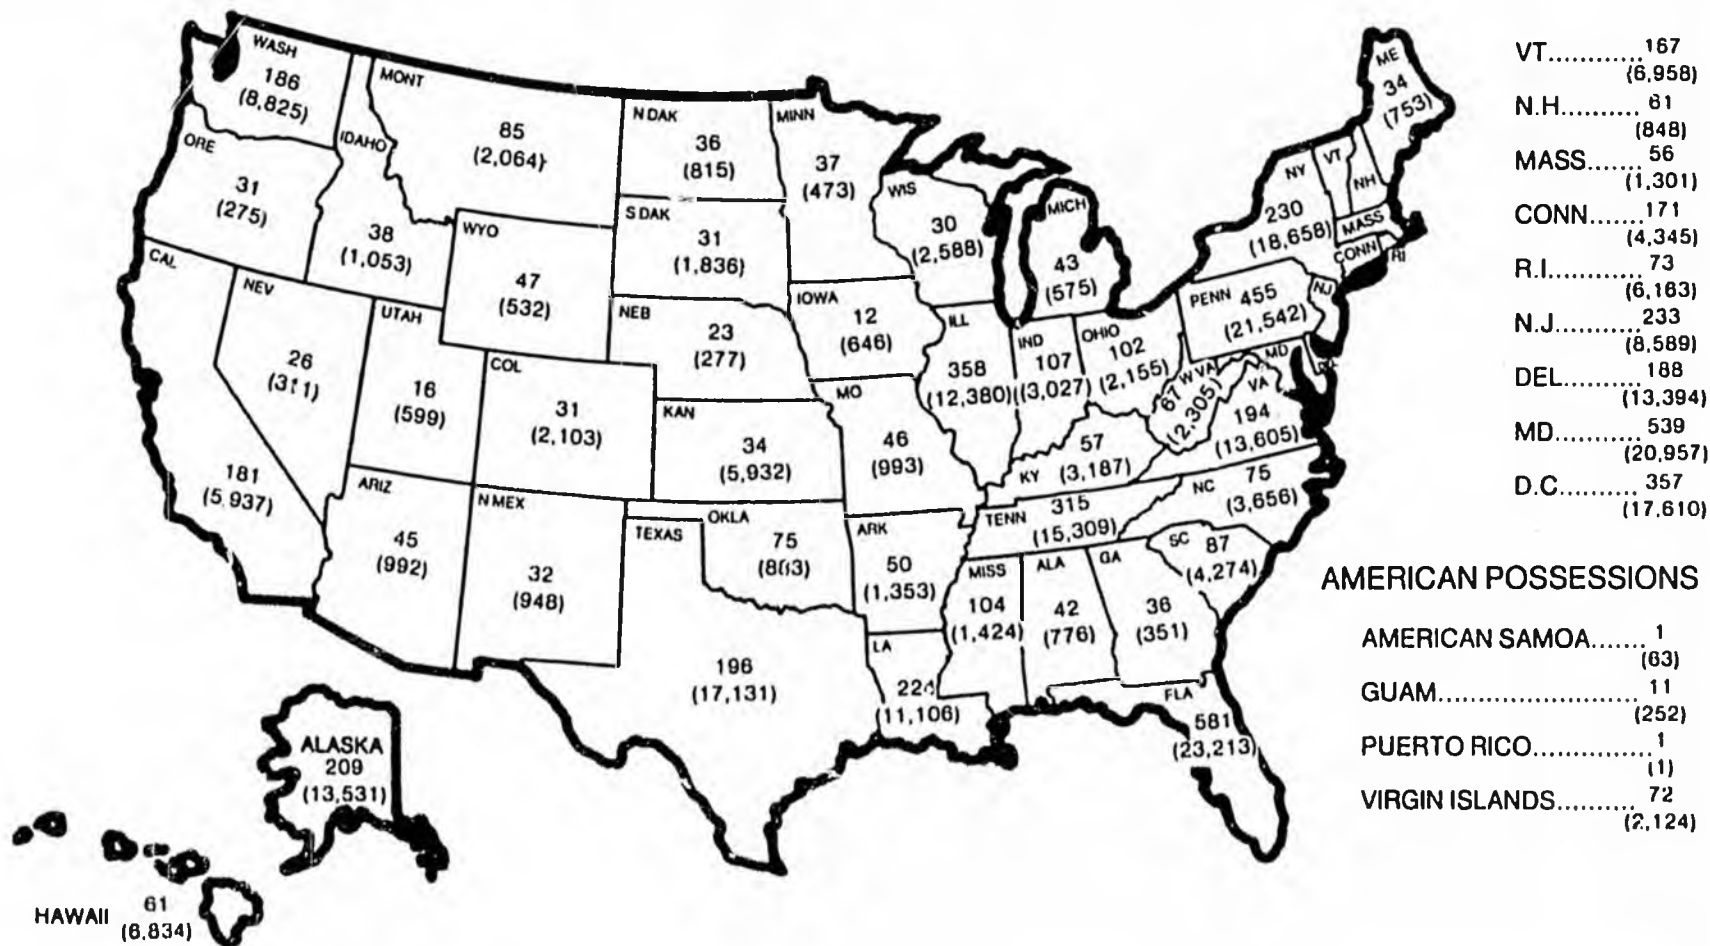 WASH
186
(8,825)
ORE
31
(275)
CAL
181
(5,937)
IDAHO
38
(1,053)
NEV
26
MONT
85
(2,064)
WYO
47
(532)
UTAH
16
(599)
COL
31
(2,103)
ARIZ
45
(992)
N MEX
32
(948)
N DAK
36
(815)
S DAK
31
(1,836)
NEB
23
(277)
KAN
34
(5,932)
OKLA
75
TEXAS
196
(17,131)
MINN
37
(473)
IOWA
12
(646)
MO
46
(993)
ARK
50
(1,353)
LA
224
(11,106)
WIS
30
(2,588)
ILL
358
(12,380)
MICH
43
(575)
IND
107
(3,027)
OHIO
102
(2,155)
KY
57
(3,187)
TENN
315
(15,309)
MISS
104
(1,424)
ALA
42
(776)
GA
36
(351)
FLA
581
(23,213)
SC
87
(4,274)
NC
75
(3,656)
VA
194
(13,605)
W VA
67
(2,305)
MD
PENN
455
(21,542)
NJ
NY
230
(18,658)
VT
NH
MASS
CONN
RI
ME
34
(753)
ALASKA
209
(13,531)
HAWAII
61
(6,834)
VT............167
(6,958)
N.H..........61
(848)
MASS......56
(1,301)
CONN.......171
(4,345)
R.I...........73
(6,163)
N.J...........233
(8,589)
DEL..........188
(13,394)
MD...........539
(20,957)
D.C..........357
(17,610)
AMERICAN POSSESSIONS
AMERICAN SAMOA.......1
(63)
GUAM.........................11
(252)
PUERTO RICO...............1
(1)
VIRGIN ISLANDS..........72
(2,124)